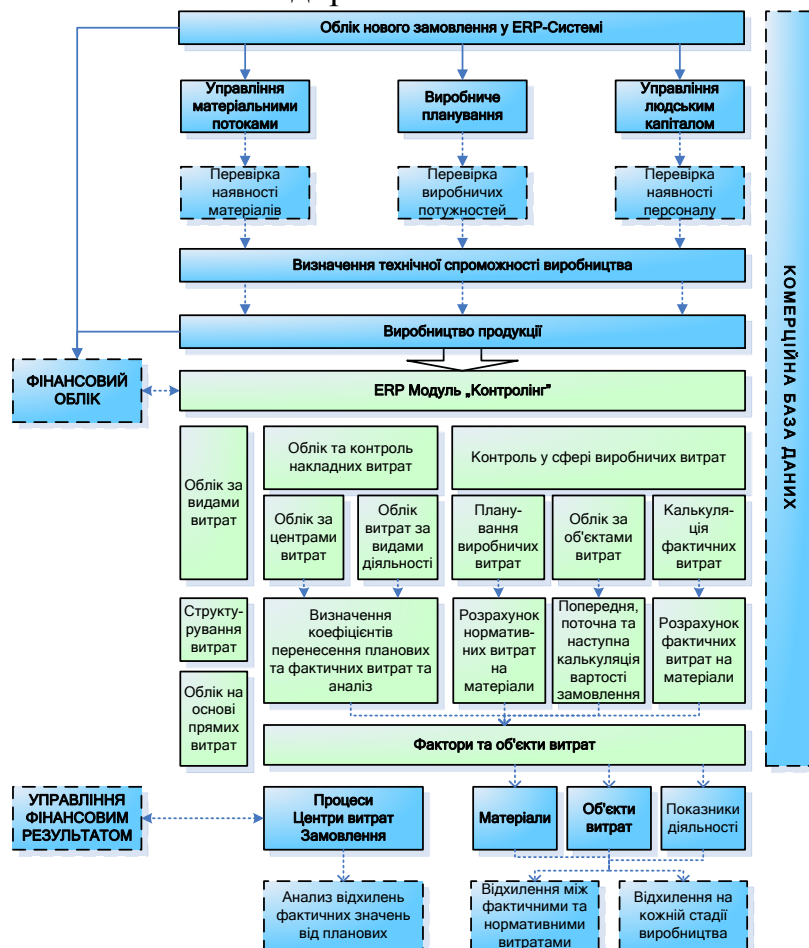 Облік нового замовлення у ERP-Системі
Управління
матеріальними
потоками
Виробниче
планування
Управління
людським
капіталом
Перевірка
наявності
матеріалів
Перевірка
виробничих
потужностей
Перевірка
наявності
персоналу
Визначення технічної спроможності виробництва
Виробництво продукції
ФІНАНСОВИЙ
ОБЛІК
ERP Модуль „Контролінг"
КОМЕРЦІЙНА БАЗА ДАНИХ
Облік за
видами
витрат
Облік та контроль
накладних витрат
Контроль у сфері виробничих витрат
Облік за
центрами
витрат
Облік
витрат за
видами
діяльності
Плану-
вання
виробничих
витрат
Облік за
об'єктами
витрат
Калькуля-
ція
фактичних
витрат
Структу-
рування
витрат
Визначення
коефіцієнтів
перенесення планових
та фактичних витрат та
аналіз
Розрахунок
норматив-
них витрат
на
матеріали
Попередня,
поточна та
наступна
калькуляція
вартості
замовлення
Розрахунок
фактичних
витрат на
матеріали
Облік на
основі
прямих
витрат
Фактори та об'єкти витрат
УПРАВЛІННЯ
ФІНАНСОВИМ
РЕЗУЛЬТАТОМ
Процеси
Центри витрат
Замовлення
Матеріали
Об'єкти
витрат
Показники
діяльності
Анализ відхилень
фактичних значень
від планових
Відхилення між
фактичними та
нормативними
витратами
Відхилення на
кожній стадії
виробництва